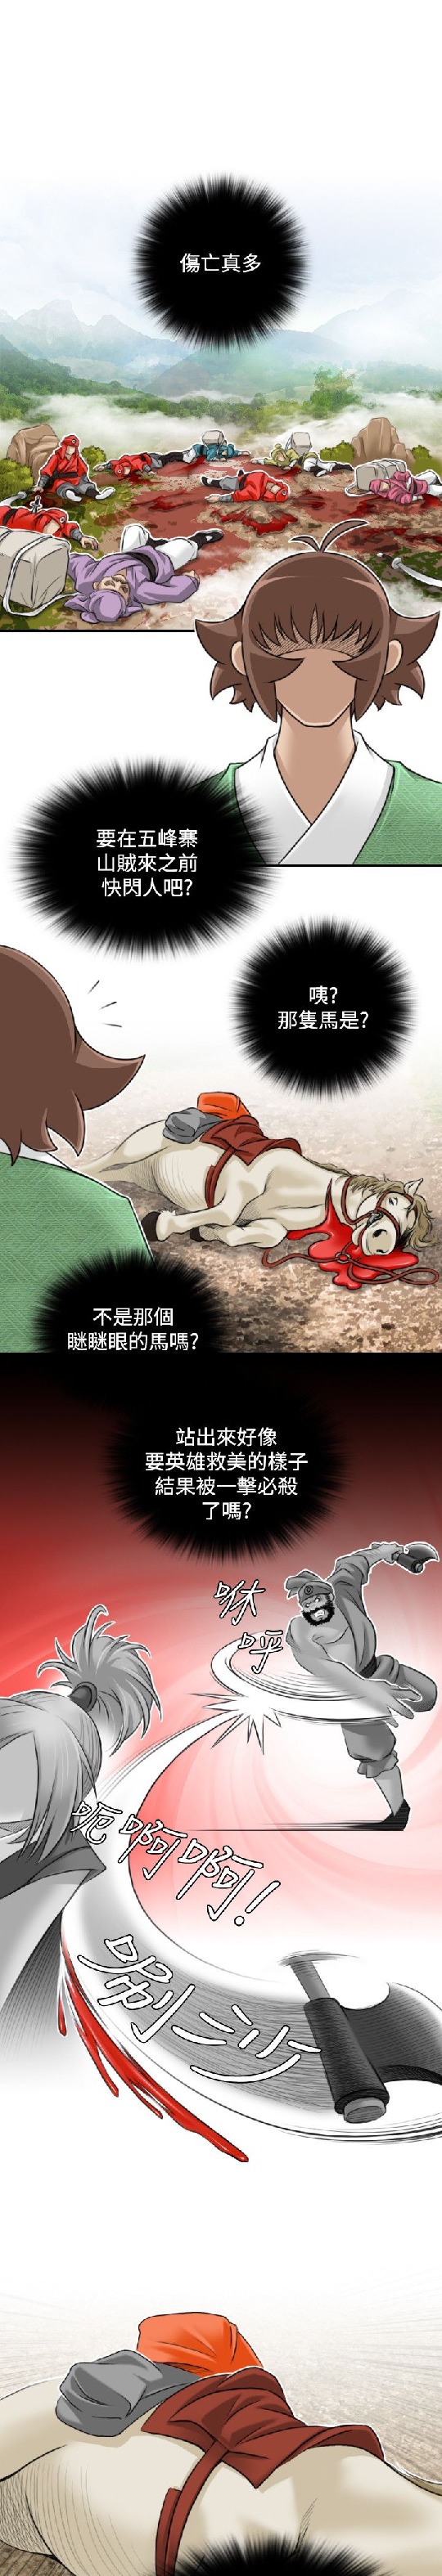 傷亡真多
要在五峰寨
山賊來之前
快閃人吧?
咦?
那隻馬是?
不是那個
瞇瞇眼的馬嗎?
站出來好像
要英雄救美的樣子
結果被一擊必殺
了嗎?
咻
呼
呃啊啊!
唰二沙